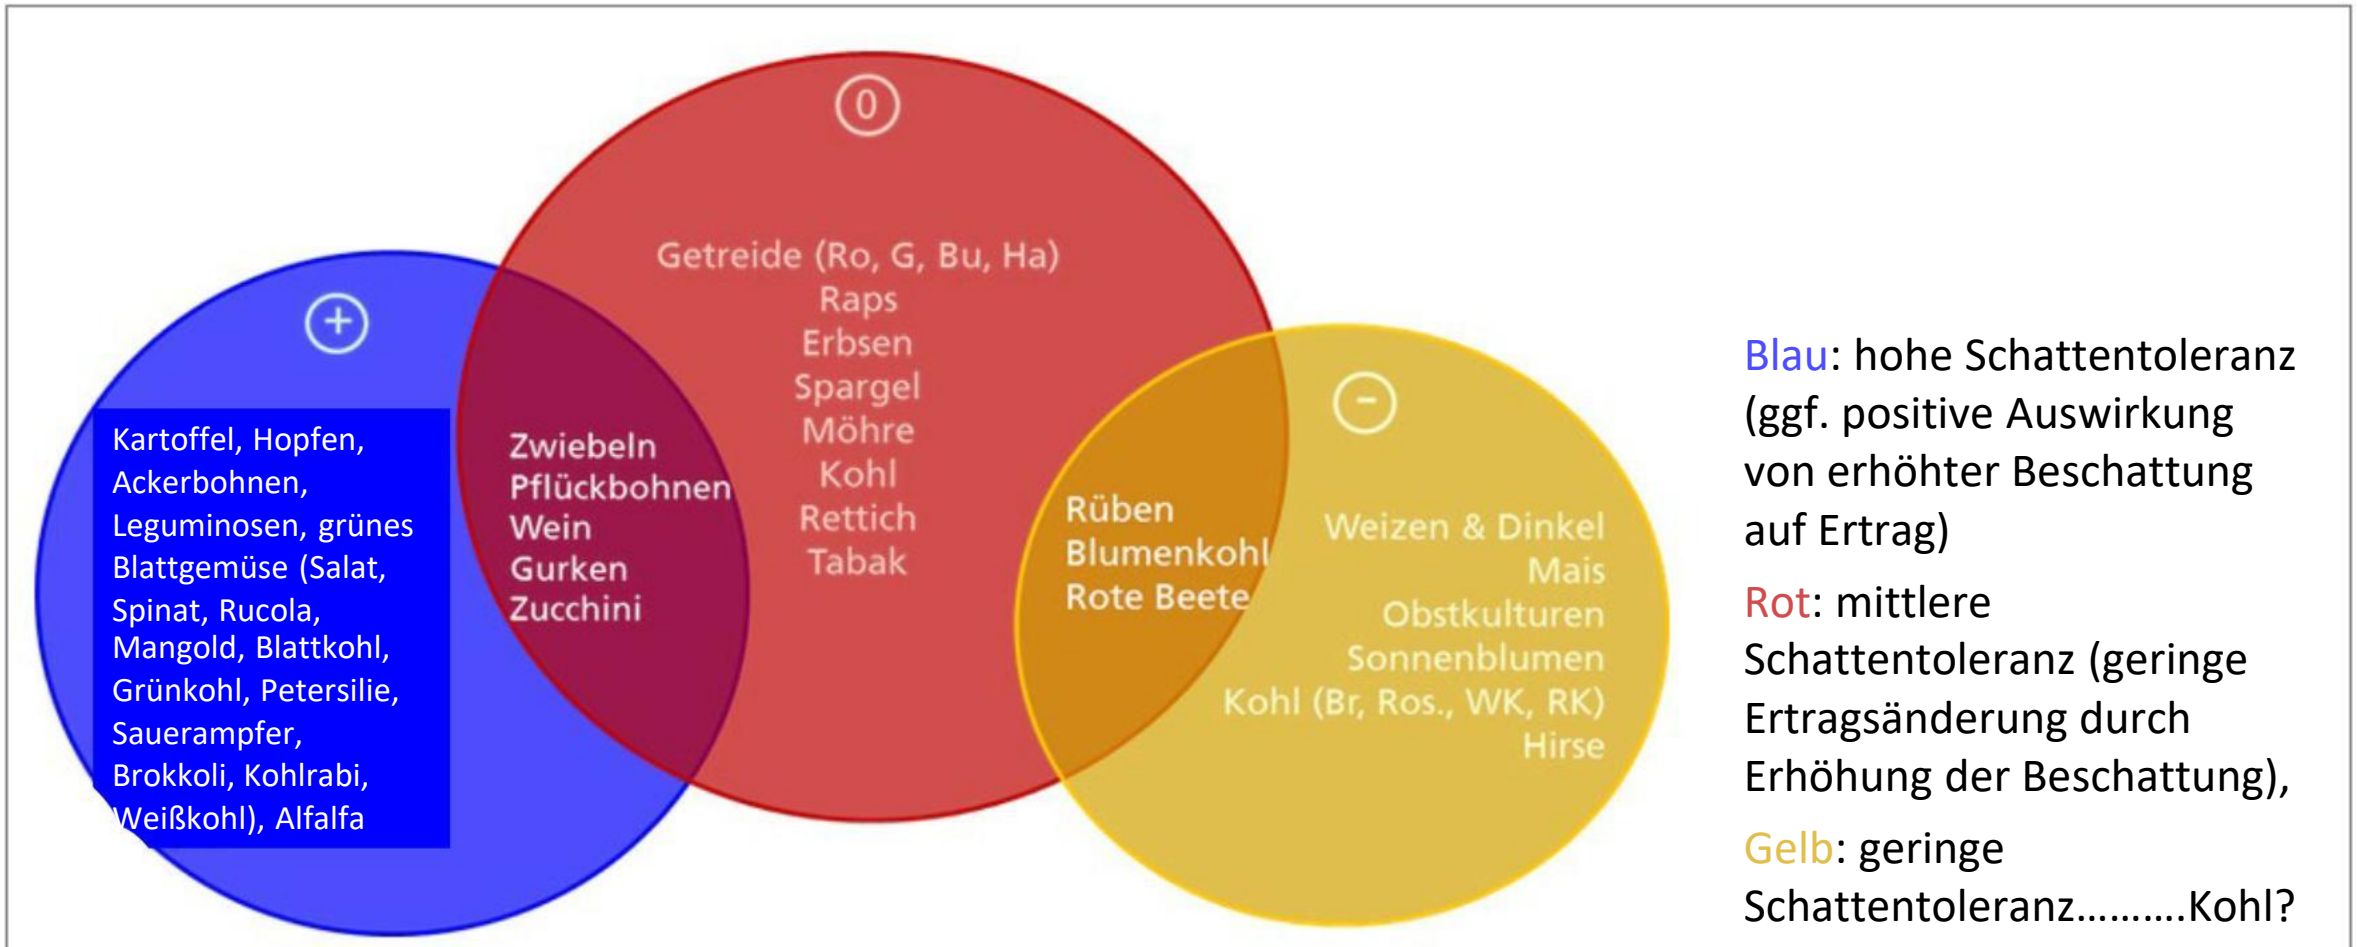 +
Kartoffel, Hopfen,
Ackerbohnen,
Leguminosen, grünes
Blattgemüse (Salat,
Spinat, Rucola,
Mangold, Blattkohl,
Grünkohl, Petersilie,
Sauerampfer,
Brokkoli, Kohlrabi,
Weißkohl), Alfalfa
Zwiebeln
Pflückbohnen
Wein
Gurken
Zucchini
0
Getreide (Ro, G, Bu, Ha)
Raps
Erbsen
Spargel
Möhre
Kohl
Rettich
Tabak
Rüben
Blumenkohl
Rote Beete
-
Weizen & Dinkel
Mais
Obstkulturen
Sonnenblumen
Kohl (Br, Ros., WK, RK)
Hirse
Blau: hohe Schattentoleranz
(ggf. positive Auswirkung
von erhöhter Beschattung
auf Ertrag)
Rot: mittlere
Schattentoleranz (geringe
Ertragsänderung durch
Erhöhung der Beschattung),
Gelb: geringe
Schattentoleranz……….Kohl?